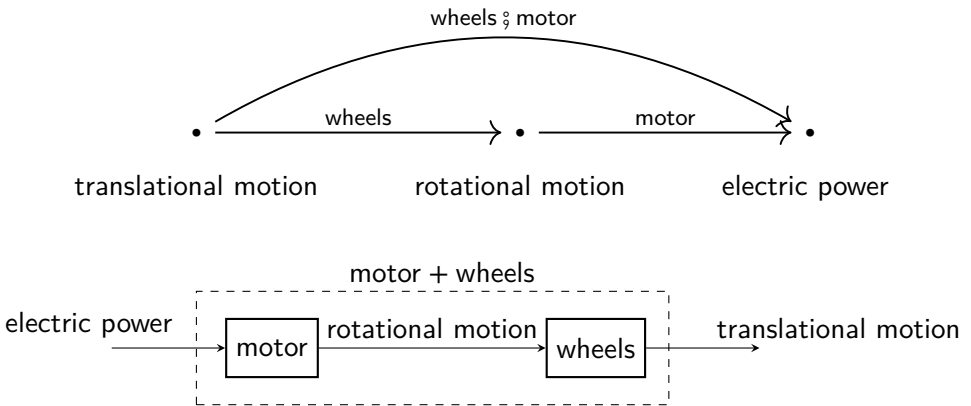 wheels ⨟ motor
wheels motor
translational motion rotational motion electric power
motor + wheels
electric power rotational motion translational motion
motor wheels